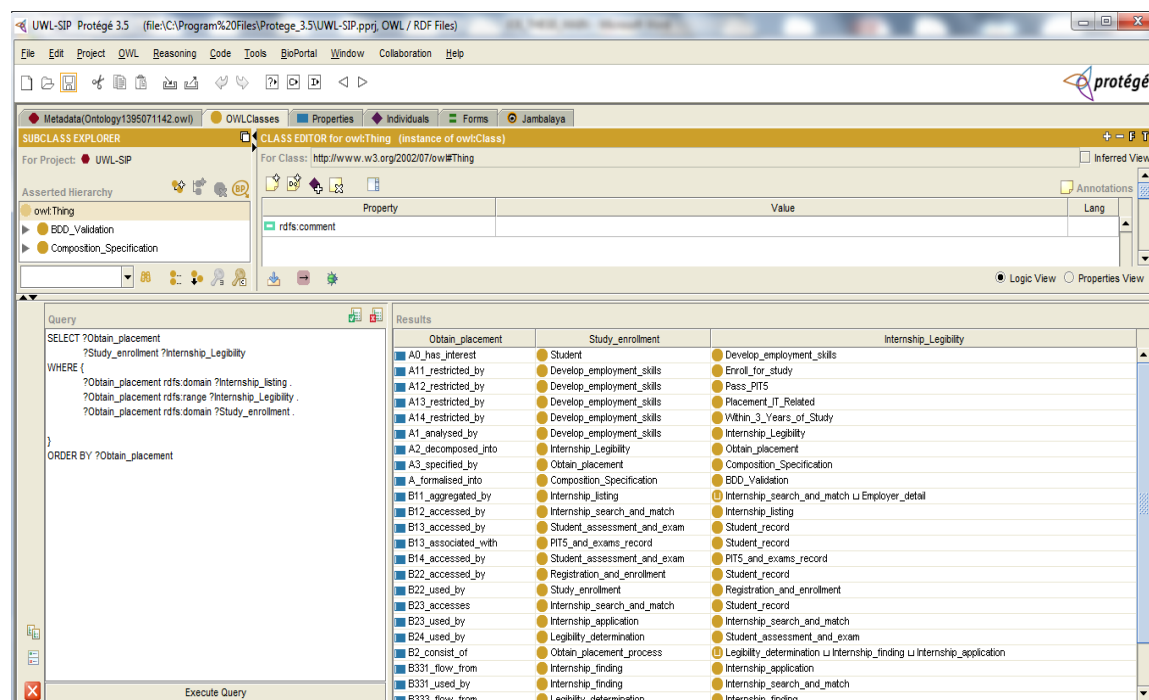 UWL-SIP Protégé 3.5 (file:\C:\Program%20Files\Protege_3.5\UWL-SIP.pprj, OWL / RDF Files)
File Edit Project OWL Reasoning Code Tools BioPortal Window Collaboration Help
protégé
Metadata(Ontology1395071142.owl) OWLClasses Properties Individuals Forms Jambalaya
SUBCLASS EXPLORER CLASS EDITOR for owl:Thing (instance of owl:Class)
For Project: UWL-SIP For Class: http://www.w3.org/2002/07/owl#Thing Inferred View
Asserted Hierarchy Annotations
owl:Thing Property Value Lang
BDD_Validation rdfs:comment
Composition_Specification
Logic View Properties View
Query
SELECT ?Obtain_placement
?Study_enrollment ?Internship_Legibility
WHERE {
?Obtain_placement rdfs:domain ?Internship_listing .
?Obtain_placement rdfs:range ?Internship_Legibility .
?Obtain_placement rdfs:domain ?Study_enrollment .
}
ORDER BY ?Obtain_placement
Execute Query
Results
Obtain_placement Study_enrollment Internship_Legibility
A0_has_interest Student Develop_employment_skills
A11_restricted_by Develop_employment_skills Enroll_for_study
A12_restricted_by Develop_employment_skills Pass_PIT5
A13_restricted_by Develop_employment_skills Placement_IT_Related
A14_restricted_by Develop_employment_skills Within_3_Years_of_Study
A1_analysed_by Develop_employment_skills Internship_Legibility
A2_decomposed_into Internship_Legibility Obtain_placement
A3_specified_by Obtain_placement Composition_Specification
A_formalised_into Composition_Specification BDD_Validation
B11_aggregated_by Internship_listing Internship_search_and_match ⊔ Employer_detail
B12_accessed_by Internship_search_and_match Internship_listing
B13_accessed_by Student_assessment_and_exam Student_record
B13_associated_with PIT5_and_exams_record Student_record
B14_accessed_by Student_assessment_and_exam PIT5_and_exams_record
B22_accessed_by Registration_and_enrollment Student_record
B22_used_by Study_enrollment Registration_and_enrollment
B23_accesses Internship_search_and_match Student_record
B23_used_by Internship_application Internship_search_and_match
B24_used_by Legibility_determination Student_assessment_and_exam
B2_consist_of Obtain_placement_process Legibility_determination ⊔ Internship_finding ⊔ Internship_application
B331_flow_from Internship_finding Internship_application
B331_used_by Internship_finding Internship_search_and_match
B333_flow_from Legibility_determination Internship_finding